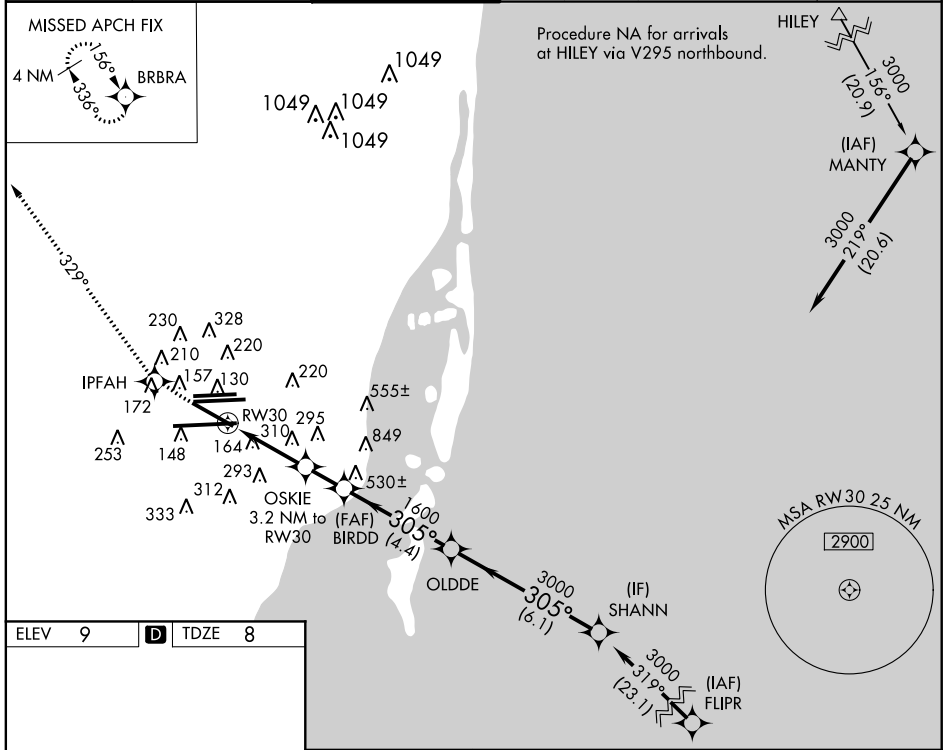 MISSED APCH FIX
4 NM
156°
336°
BRBRA
1049
1049
1049
1049
Procedure NA for arrivals
at HILEY via V295 northbound.
HILEY
3000
156°
(20.9)
(IAF)
MANTY
3000
219°
(20.6)
329°
230
328
210
220
IPFAH
157
130
220
172
555±
RW30
295
310
849
253
148
164
293
530±
312
333
OSKIE
3.2 NM to
RW30
(FAF)
BIRDD
1600
305°
(4.4)
OLDDE
3000
305°
(6.1)
(IF)
SHANN
3000
319°
(23.1)
(IAF)
FLIPR
MSA RW30 25 NM
2900
ELEV 9 D TDZE 8